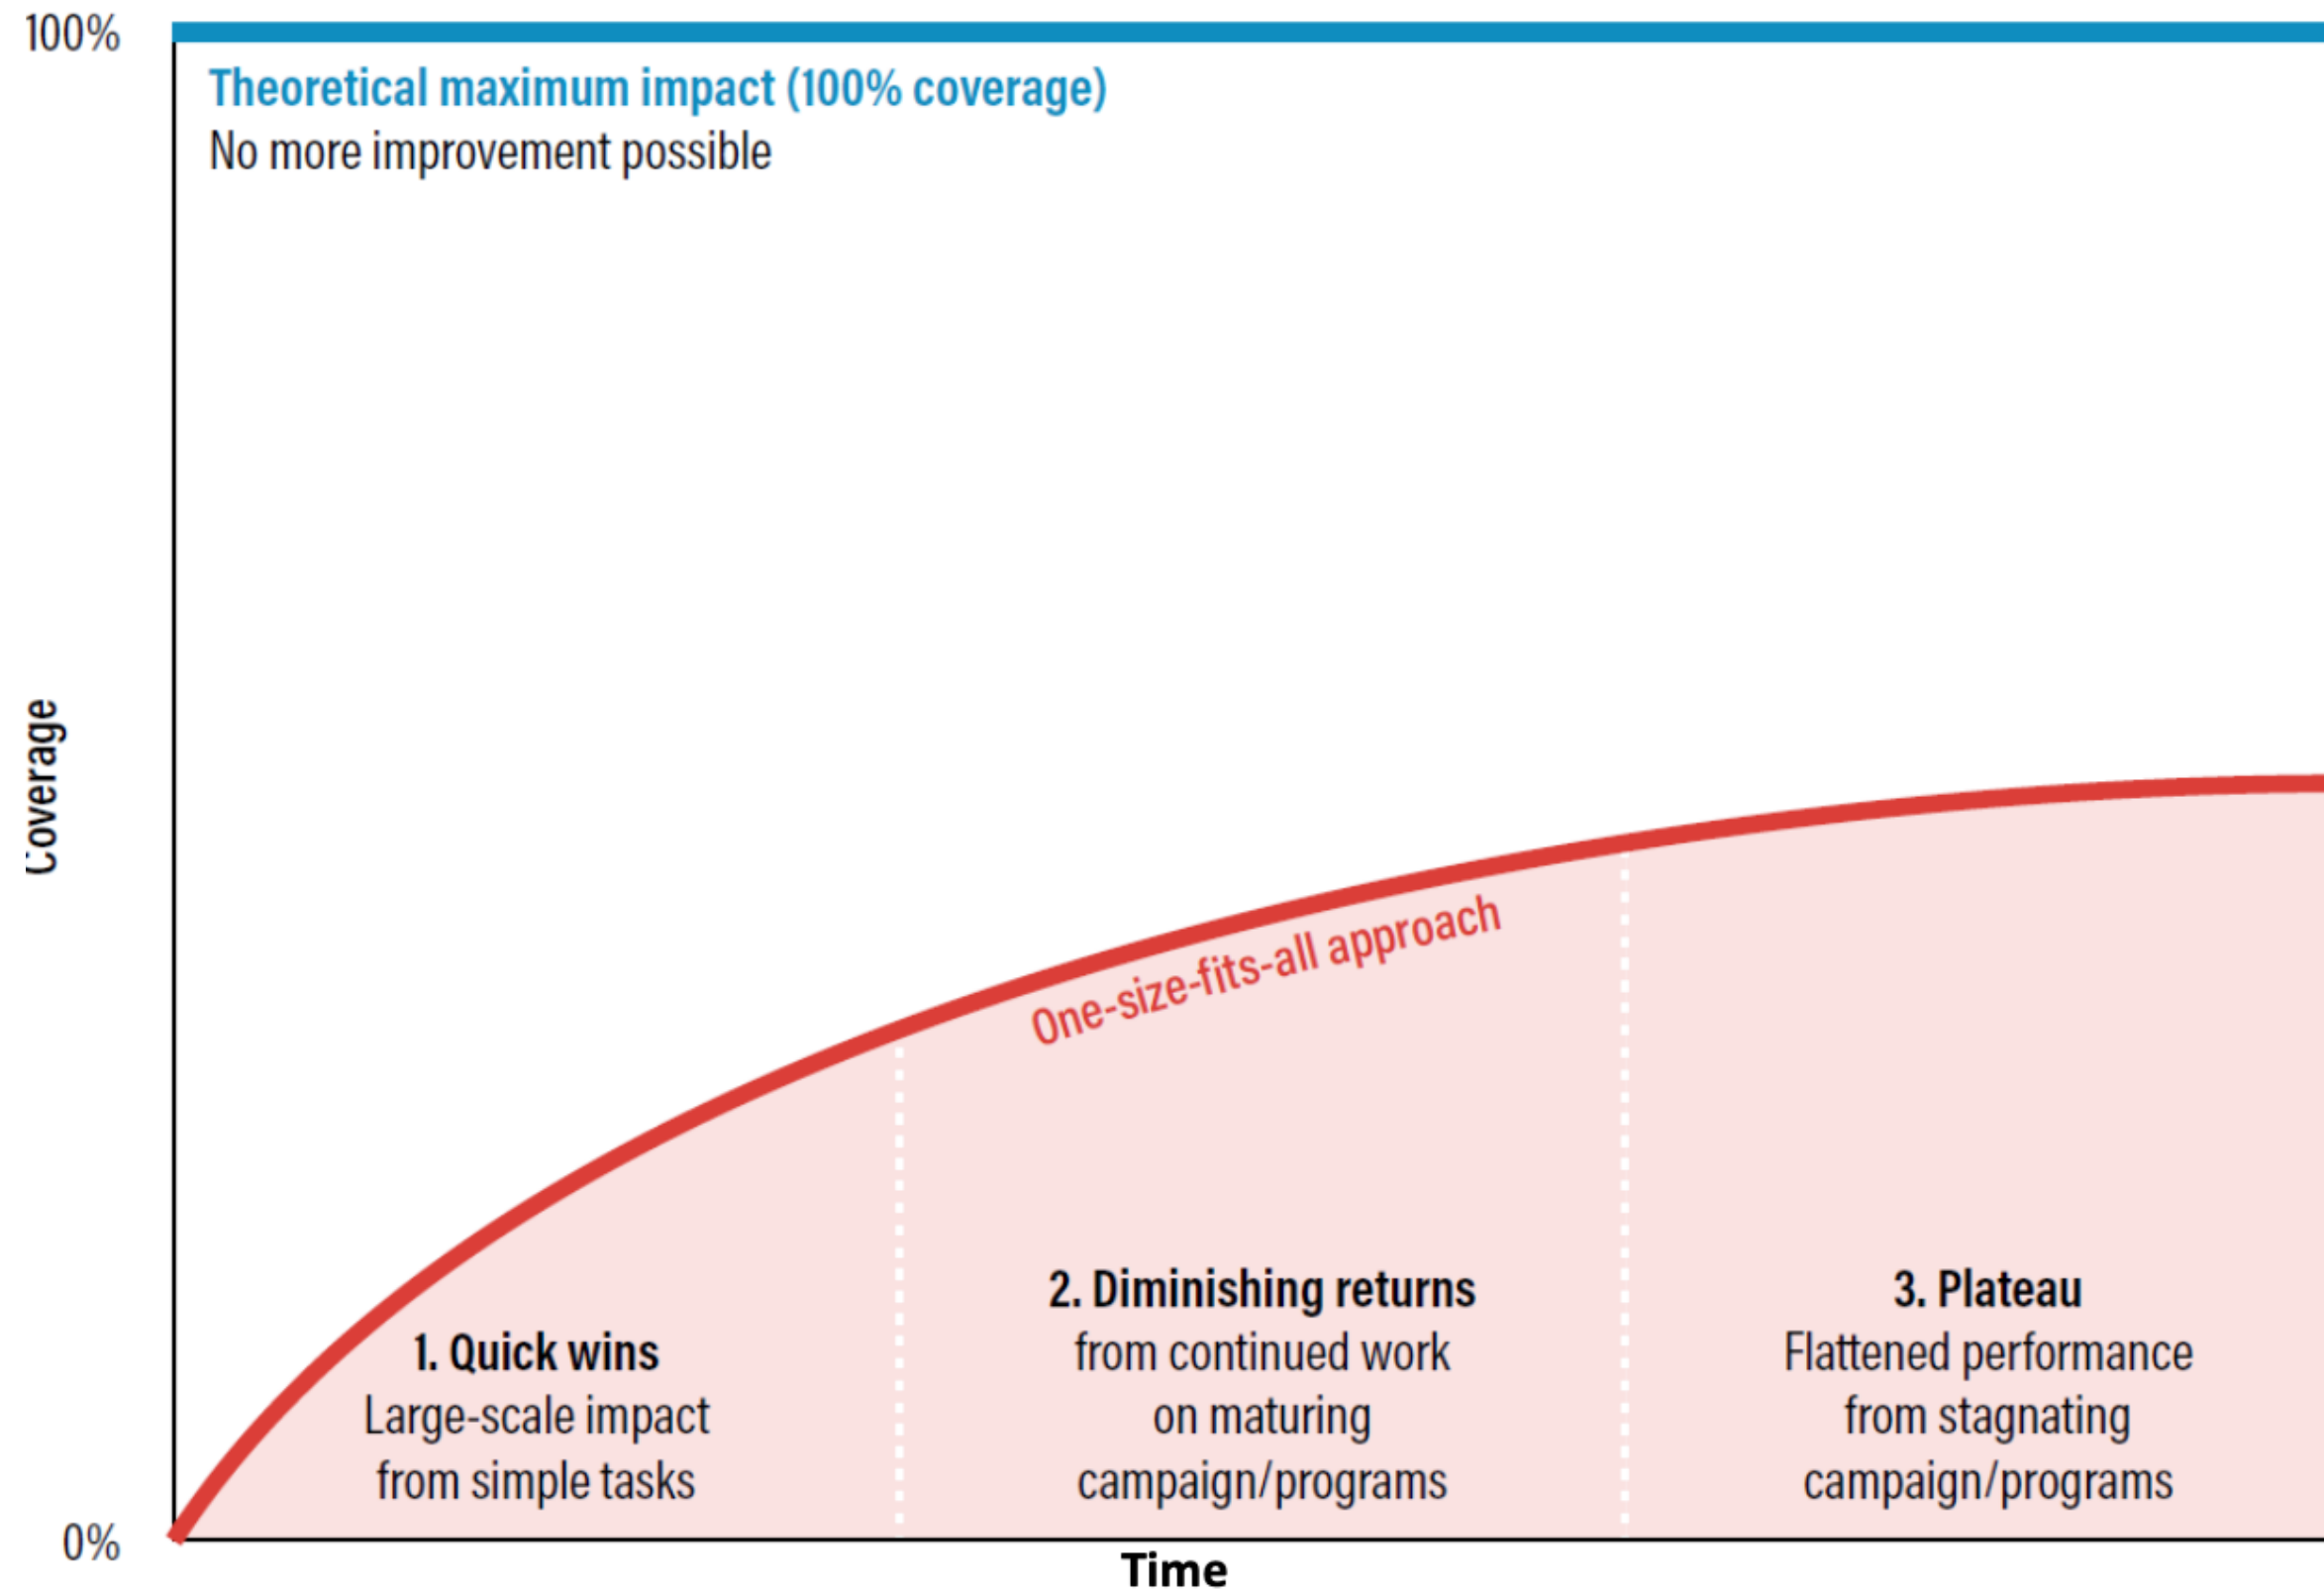 100%
Theoretical maximum impact (100% coverage)
No more improvement possible
Coverage
One-size-fits-all approach
1. Quick wins
Large-scale impact
from simple tasks
2. Diminishing returns
from continued work
on maturing
campaign/programs
3. Plateau
Flattened performance
from stagnating
campaign/programs
0%
Time